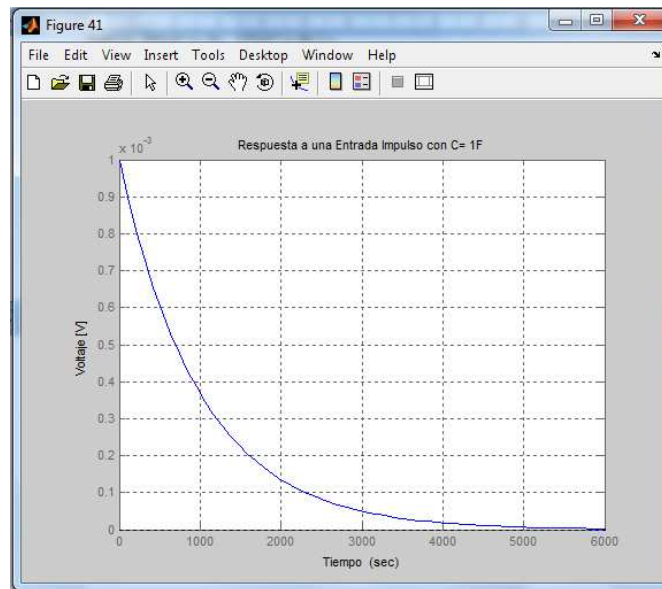 Figure 41
File Edit View Insert Tools Desktop Window Help
x 10⁻³
Respuesta a una Entrada Impulso con C= 1F
1
0.9
0.8
0.7
0.6
0.5
0.4
0.3
0.2
0.1
0
Voltaje [V]
0 1000 2000 3000 4000 5000 6000
Tiempo (sec)